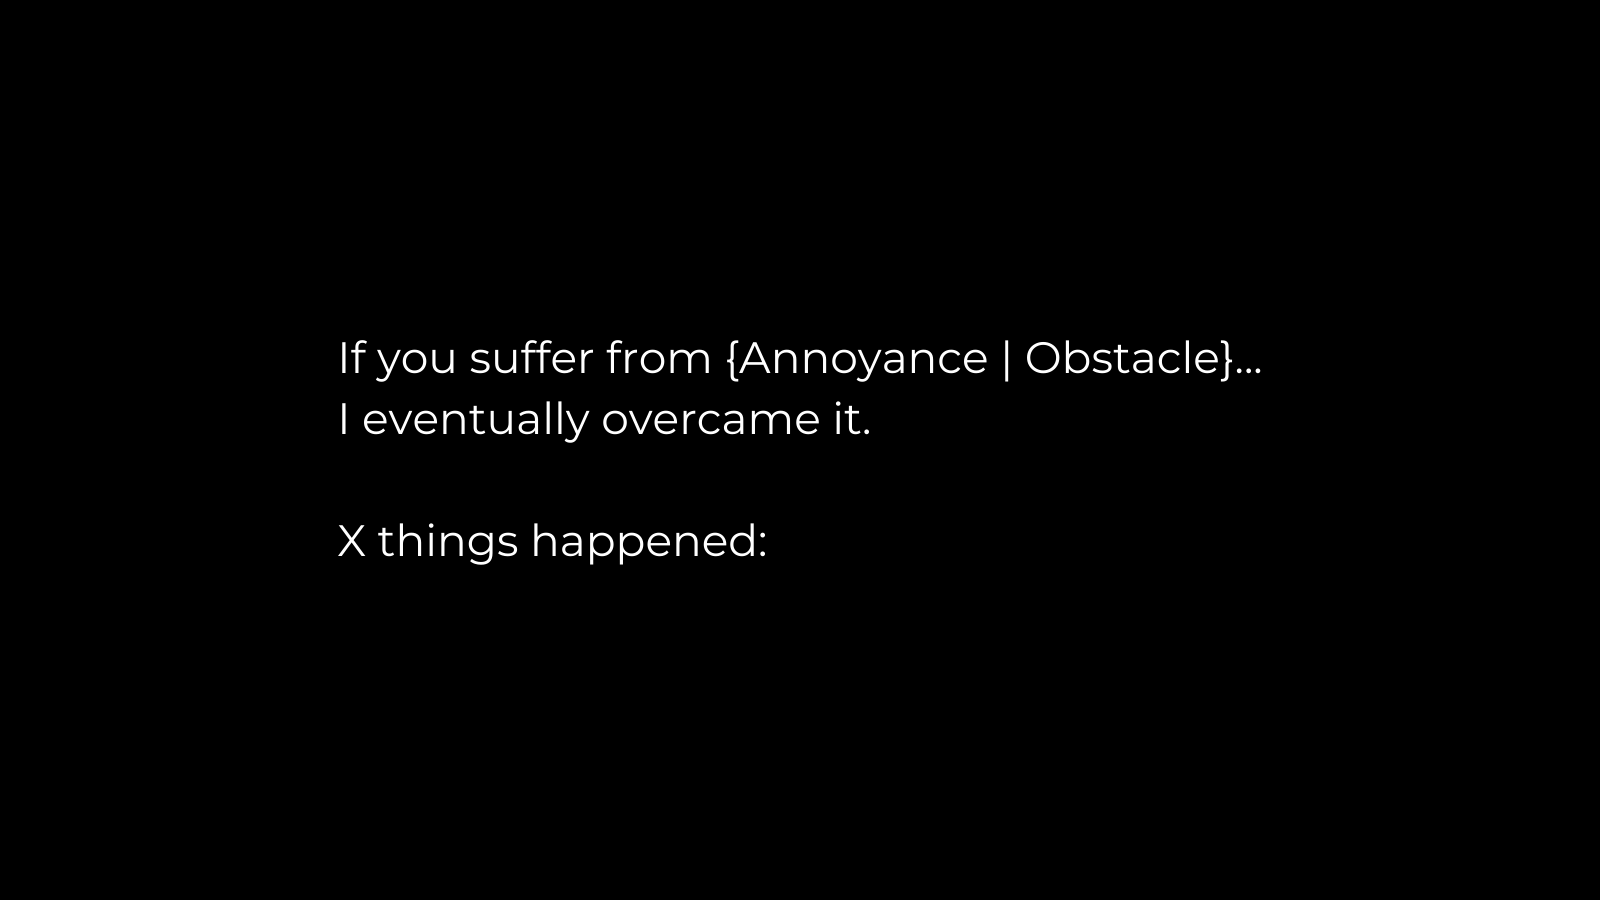 If you suffer from {Annoyance | Obstacle}...
I eventually overcame it.
X things happened: